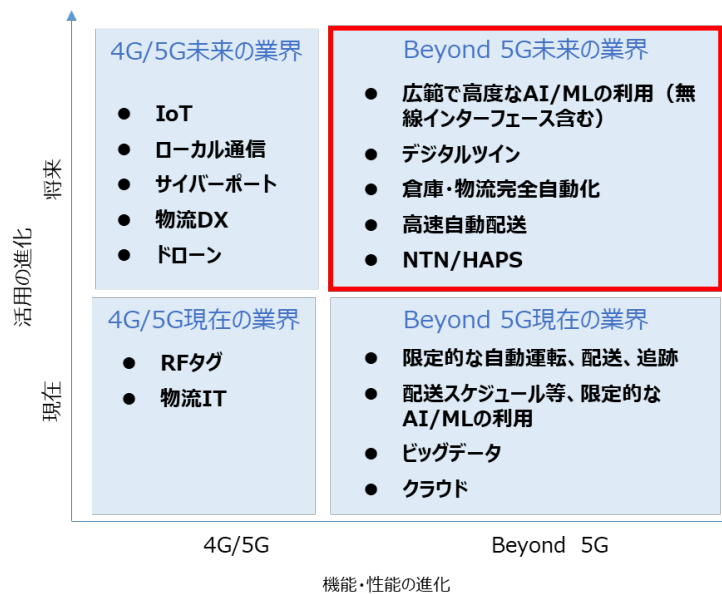 4G/5G未来の業界
● IoT
● ローカル通信
● サイバーポート
● 物流DX
● ドローン
Beyond 5G未来の業界
● 広範で高度なAI/MLの利用（無
線インターフェース含む）
● デジタルツイン
● 倉庫・物流完全自動化
● 高速自動配送
● NTN/HAPS
4G/5G現在の業界
● RFタグ
● 物流IT
Beyond 5G現在の業界
● 限定的な自動運転、配送、追跡
● 配送スケジュール等、限定的な
AI/MLの利用
● ビッグデータ
● クラウド
活用の進化
将来
現在
4G/5G
Beyond 5G
機能・性能の進化